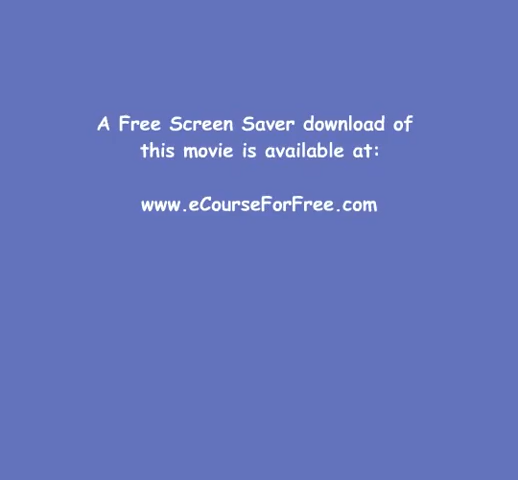 A Free Screen Saver download of
this movie is available at:
www.eCourseForFree.com